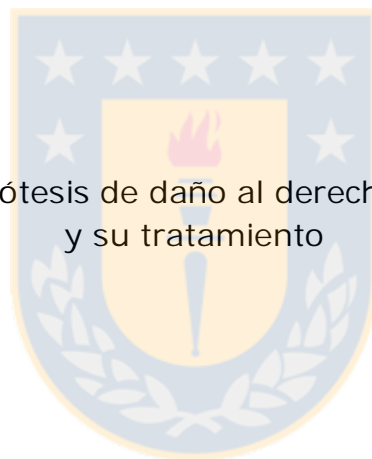 ótesis de daño al derech
y su tratamiento